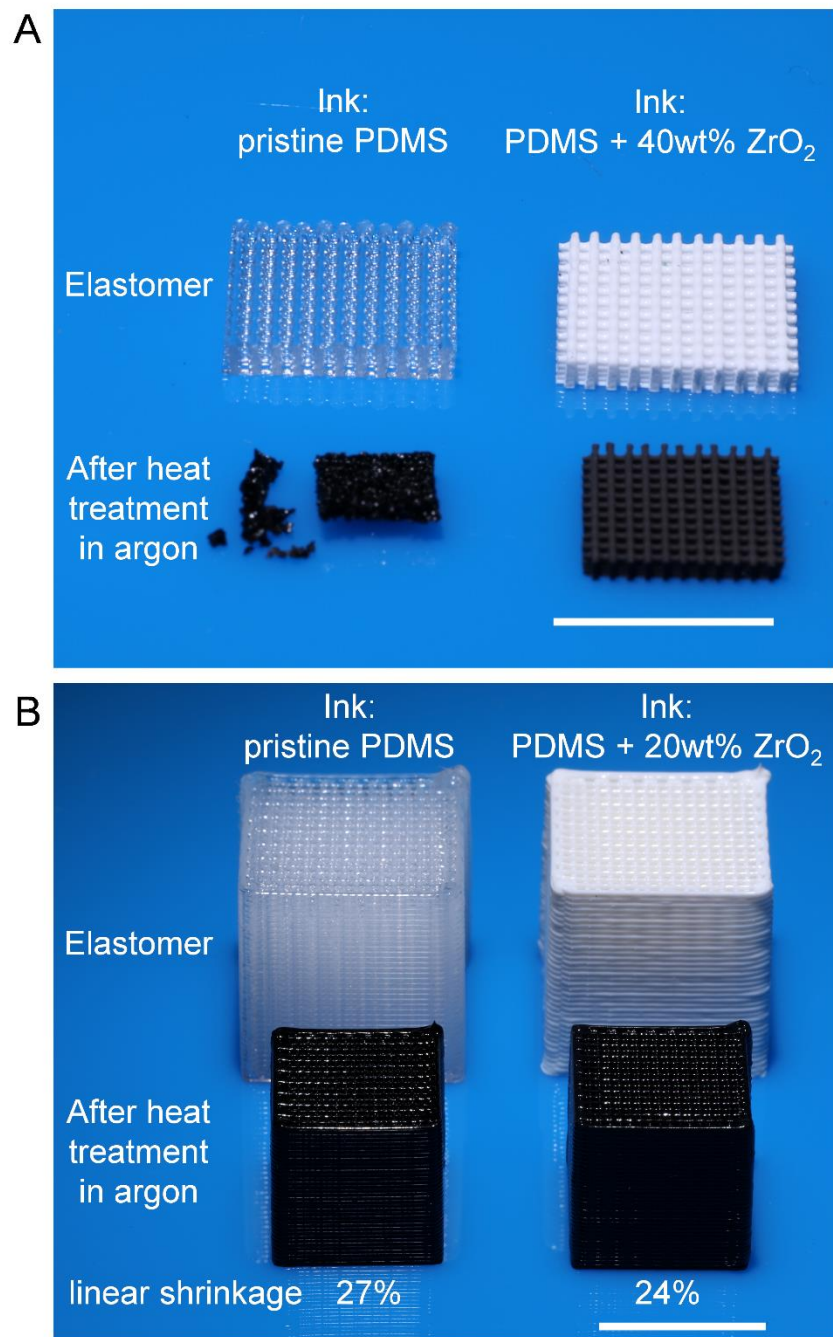 A
Ink:
pristine PDMS
Ink:
PDMS + 40wt% ZrO₂
Elastomer
After heat
treatment
in argon
B
Ink:
pristine PDMS
Ink:
PDMS + 20wt% ZrO₂
Elastomer
After heat
treatment
in argon
linear shrinkage 27% 24%